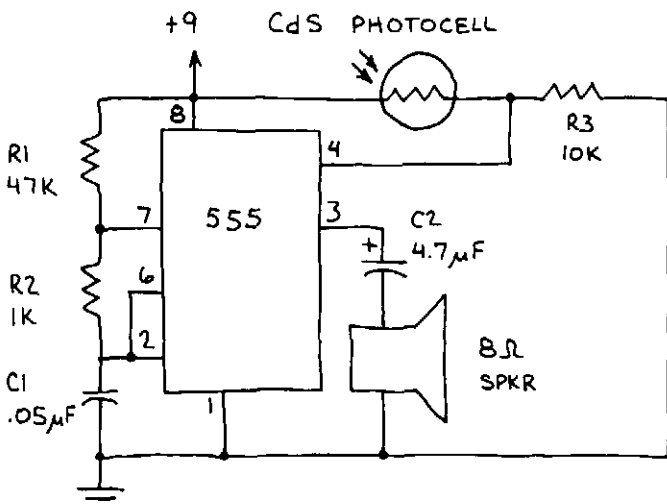 +9
CdS PHOTOCELL
8
R1
47K
4
R3
10K
7
555
3
C2
+
4.7µF
R2
1K
6
2
8Ω
SPKR
C1
.05µF
1